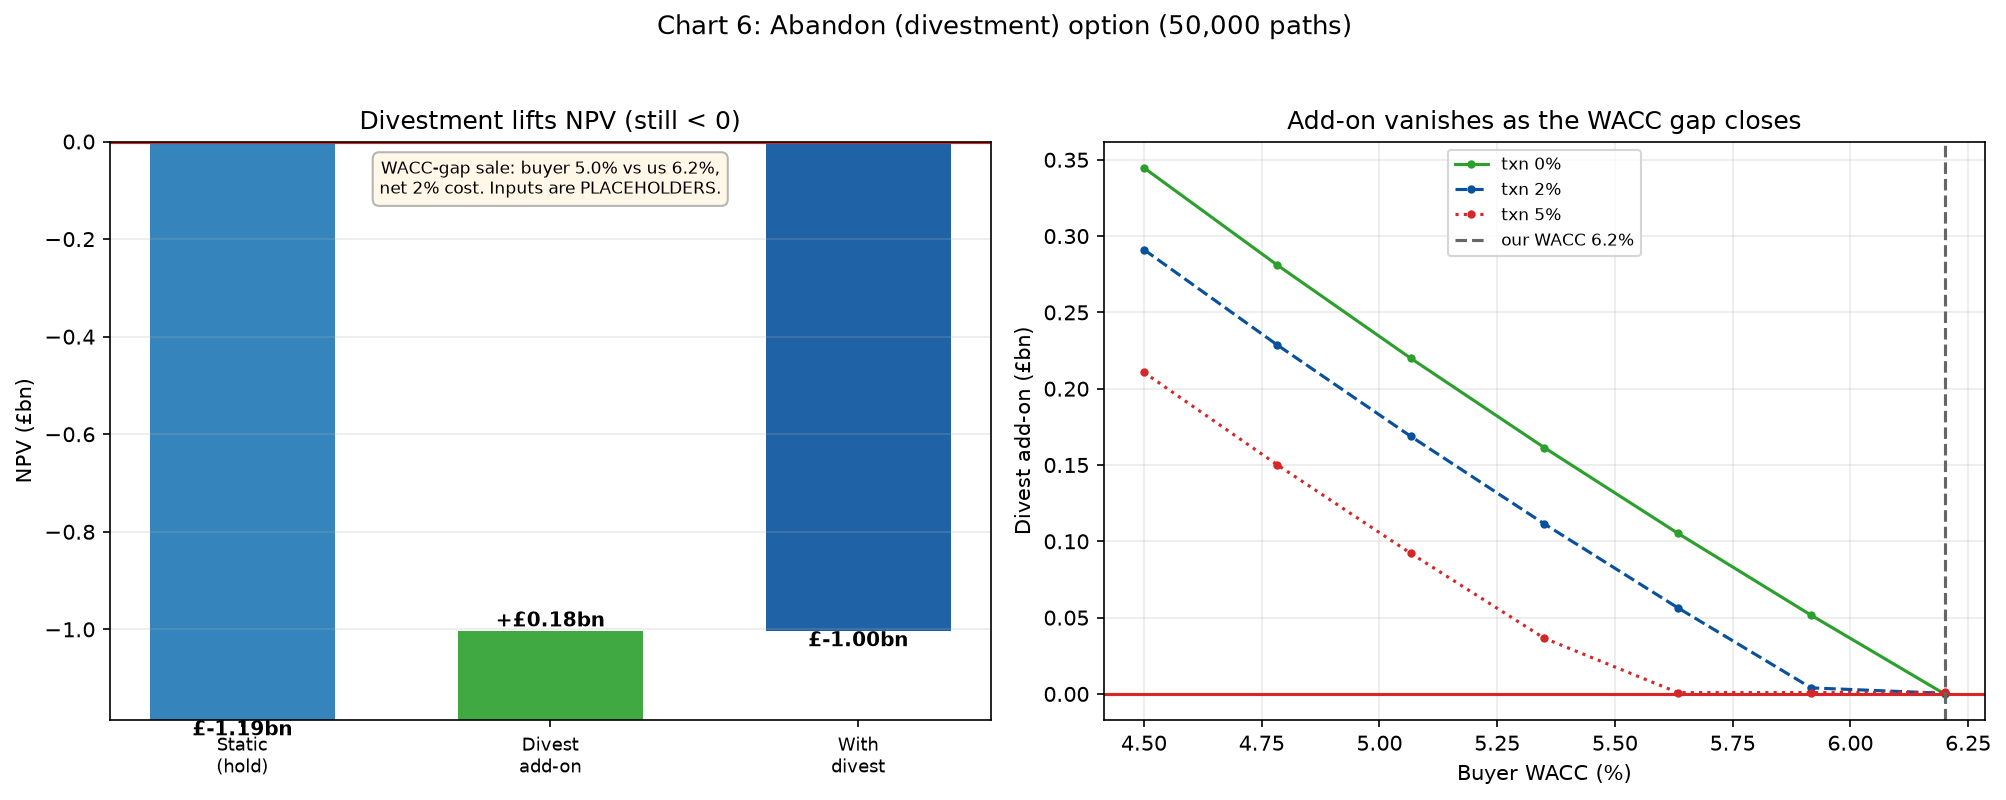 Chart 6: Abandon (divestment) option (50,000 paths)
Divestment lifts NPV (still < 0)
NPV (£bn)
0.0
−0.2
−0.4
−0.6
−0.8
−1.0
WACC-gap sale: buyer 5.0% vs us 6.2%,
net 2% cost. Inputs are PLACEHOLDERS.
+£0.18bn
£-1.00bn
£-1.19bn
Static
(hold)
Divest
add-on
With
divest
Add-on vanishes as the WACC gap closes
Divest add-on (£bn)
0.35
0.30
0.25
0.20
0.15
0.10
0.05
0.00
txn 0%
txn 2%
txn 5%
our WACC 6.2%
4.50
4.75
5.00
5.25
5.50
5.75
6.00
6.25
Buyer WACC (%)